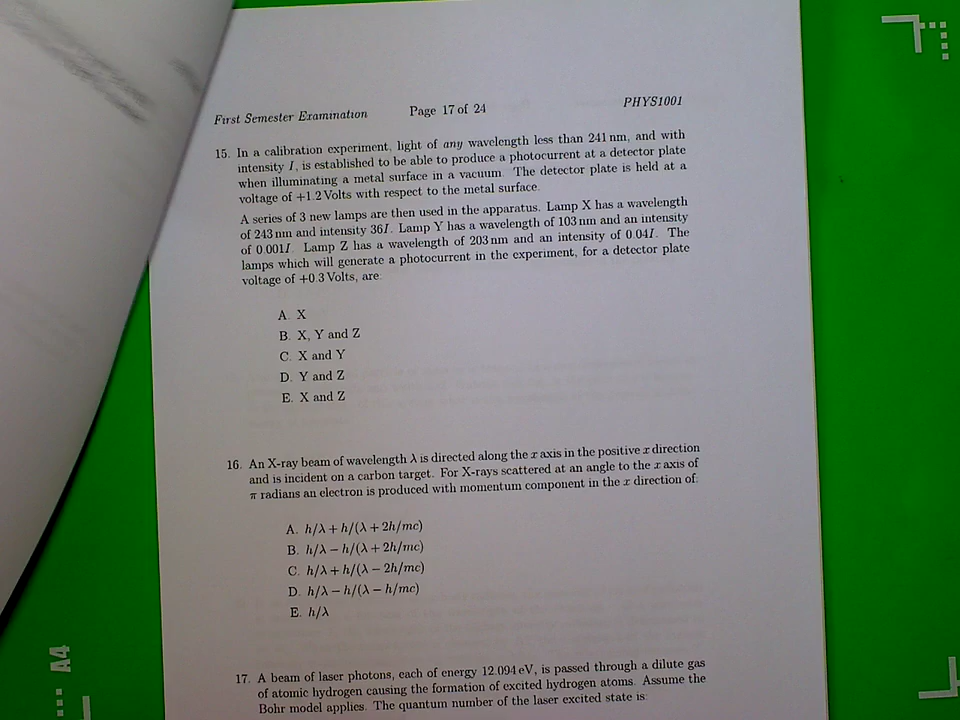 First Semester Examination Page 17 of 24 PHYS1001
15. In a calibration experiment, light of any wavelength less than 241 nm, and with
intensity I, is established to be able to produce a photocurrent at a detector plate
when illuminating a metal surface in a vacuum. The detector plate is held at a
voltage of +1.2 Volts with respect to the metal surface.
A series of 3 new lamps are then used in the apparatus. Lamp X has a wavelength
of 243 nm and intensity 36I. Lamp Y has a wavelength of 103 nm and an intensity
of 0.001I. Lamp Z has a wavelength of 203 nm and an intensity of 0.04I. The
lamps which will generate a photocurrent in the experiment, for a detector plate
voltage of +0.3 Volts, are:
A. X
B. X, Y and Z
C. X and Y
D. Y and Z
E. X and Z
16. An X-ray beam of wavelength λ is directed along the x axis in the positive x direction
and is incident on a carbon target. For X-rays scattered at an angle to the x axis of
π radians an electron is produced with momentum component in the x direction of:
A. h/λ + h/(λ + 2h/mc)
B. h/λ − h/(λ + 2h/mc)
C. h/λ + h/(λ − 2h/mc)
D. h/λ − h/(λ − h/mc)
E. h/λ
17. A beam of laser photons, each of energy 12.094 eV, is passed through a dilute gas
of atomic hydrogen causing the formation of excited hydrogen atoms. Assume the
Bohr model applies. The quantum number of the laser excited state is:
A4